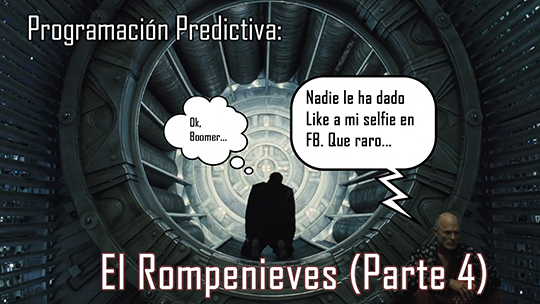 Programación Predictiva:
Ok,
Boomer...
Nadie le ha dado
Like a mi selfie en
FB. Que raro...
El Rompenieves (Parte 4)